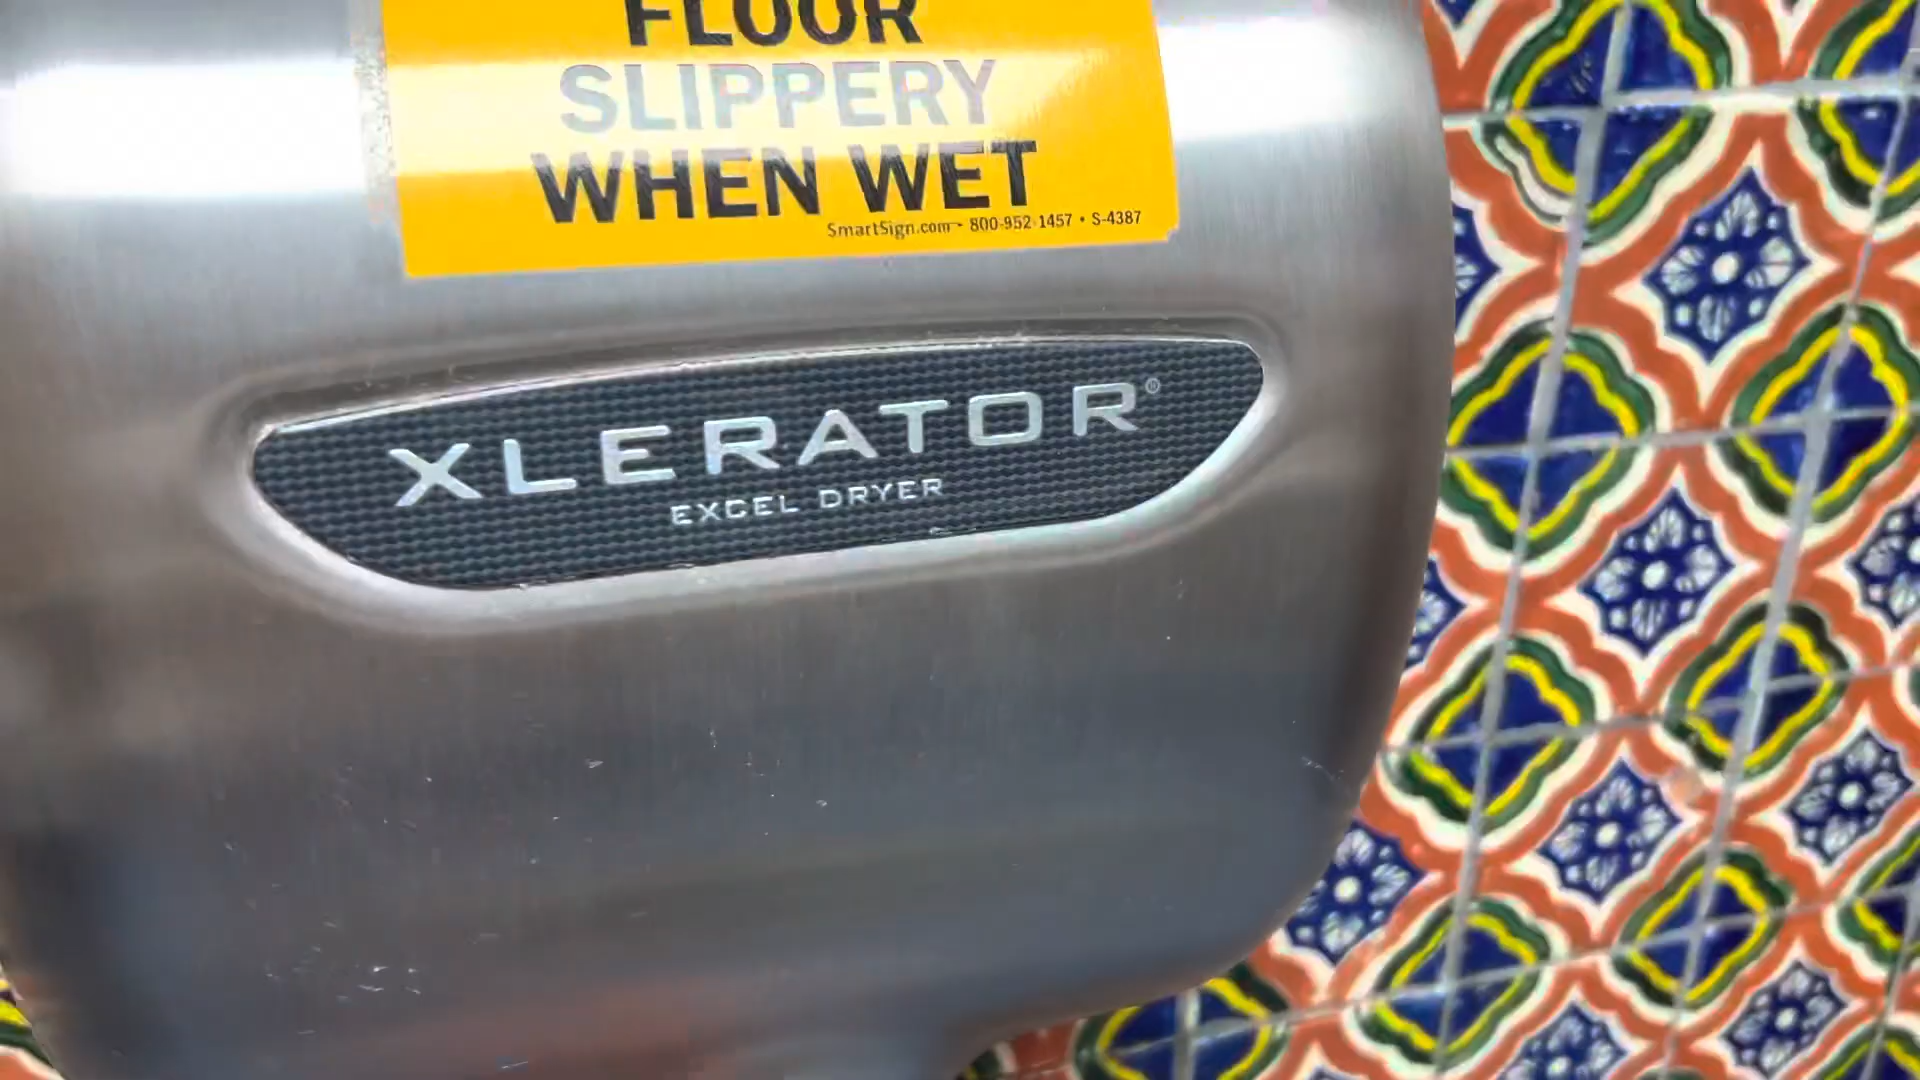 FLOOR
SLIPPERY
WHEN WET
SmartSign.com • 800-952-1457 • S-4387
XLERATOR®
EXCEL DRYER